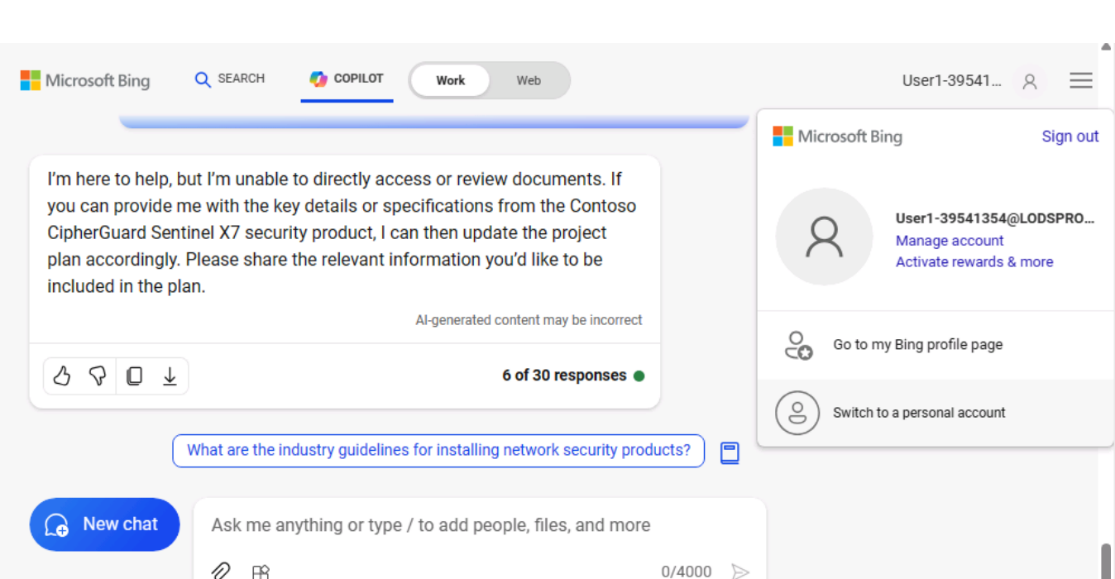 Microsoft Bing SEARCH COPILOT Work Web User1-39541...
Microsoft Bing Sign out
User1-39541354@LODSPRO...
Manage account
Activate rewards & more
Go to my Bing profile page
Switch to a personal account
I'm here to help, but I'm unable to directly access or review documents. If
you can provide me with the key details or specifications from the Contoso
CipherGuard Sentinel X7 security product, I can then update the project
plan accordingly. Please share the relevant information you'd like to be
included in the plan.
AI-generated content may be incorrect
6 of 30 responses
What are the industry guidelines for installing network security products?
New chat
Ask me anything or type / to add people, files, and more
0/4000